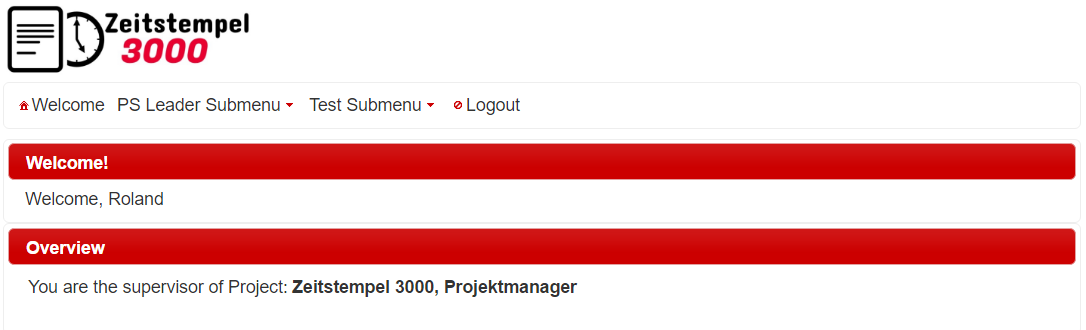 Zeitstempel
3000
Welcome PS Leader Submenu Test Submenu Logout
Welcome!
Welcome, Roland
Overview
You are the supervisor of Project: Zeitstempel 3000, Projektmanager